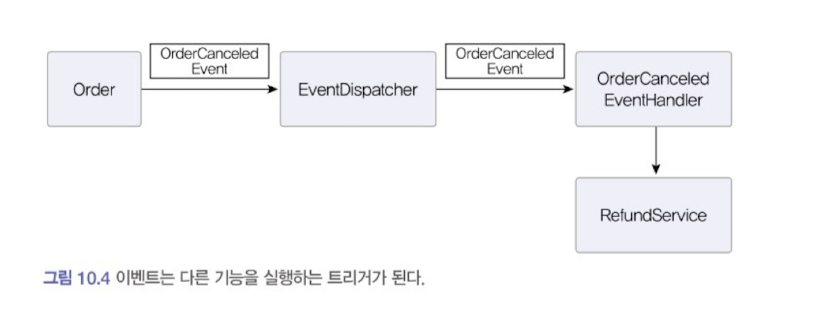 OrderCanceled
Event
OrderCanceled
Event
Order
EventDispatcher
OrderCanceled
EventHandler
RefundService
그림 10.4 이벤트는 다른 기능을 실행하는 트리거가 된다.